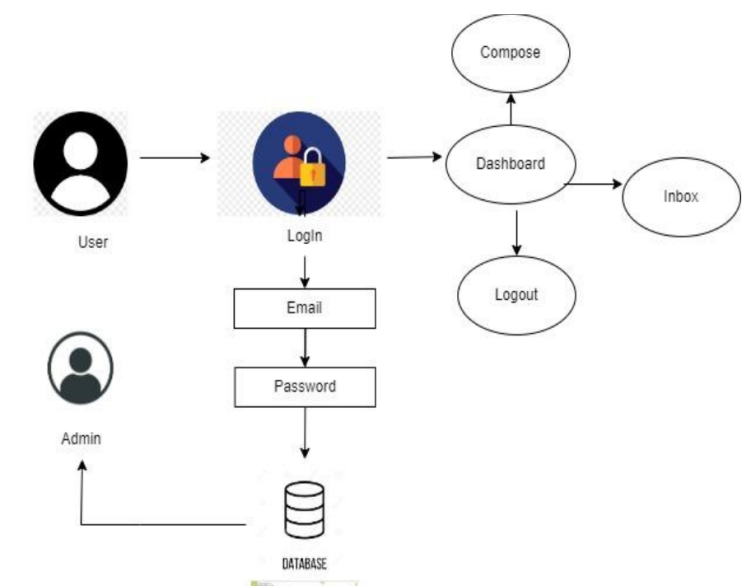 Compose
Dashboard
Inbox
User
LogIn
Logout
Email
Password
Admin
DATABASE